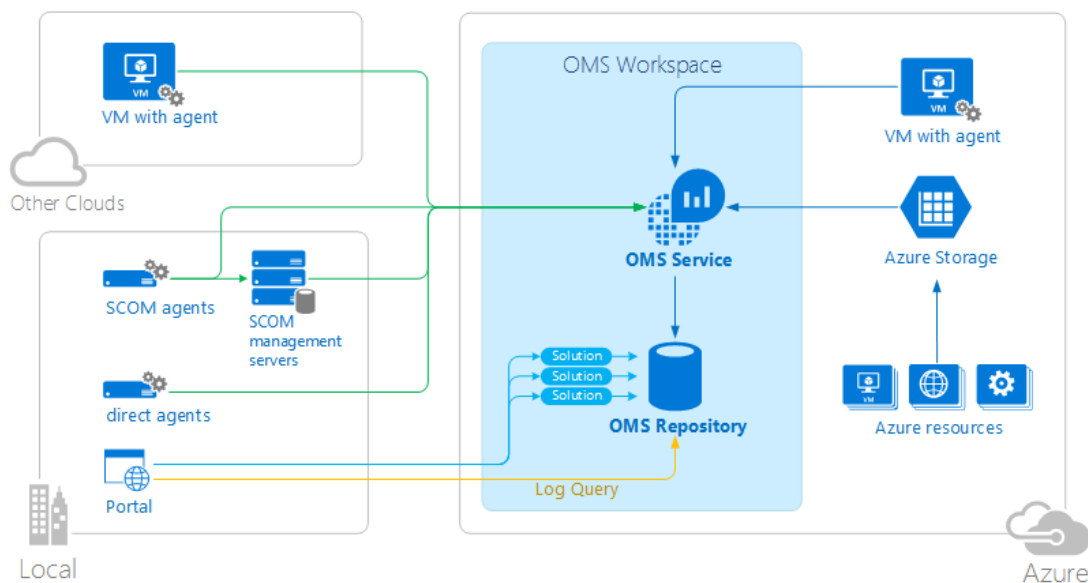 OMS Workspace
VM
VM with agent
VM
VM with agent
Other Clouds
OMS Service
Azure Storage
SCOM agents
SCOM
management
servers
Solution
Solution
Solution
VM
direct agents
OMS Repository
Azure resources
Log Query
Portal
Local
Azure